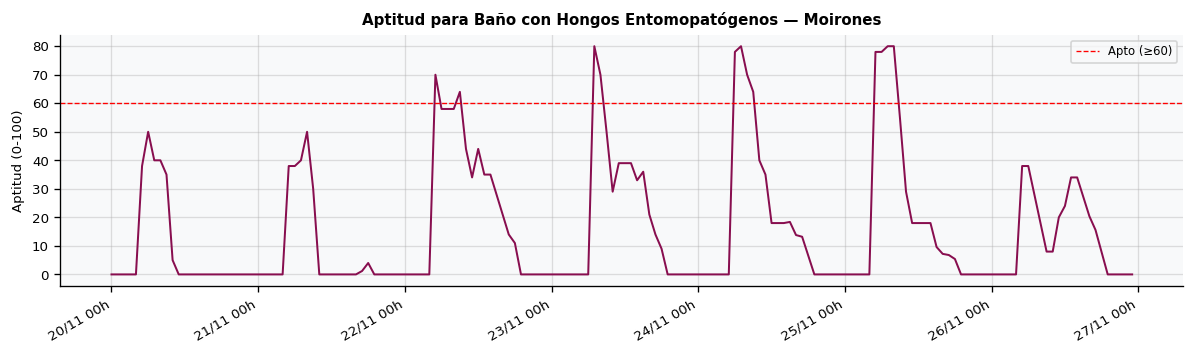 Aptitud para Baño con Hongos Entomopatógenos — Moirones
Aptitud (0-100)
80
70
60
50
40
30
20
10
0
Apto (≥60)
20/11 00h
21/11 00h
22/11 00h
23/11 00h
24/11 00h
25/11 00h
26/11 00h
27/11 00h